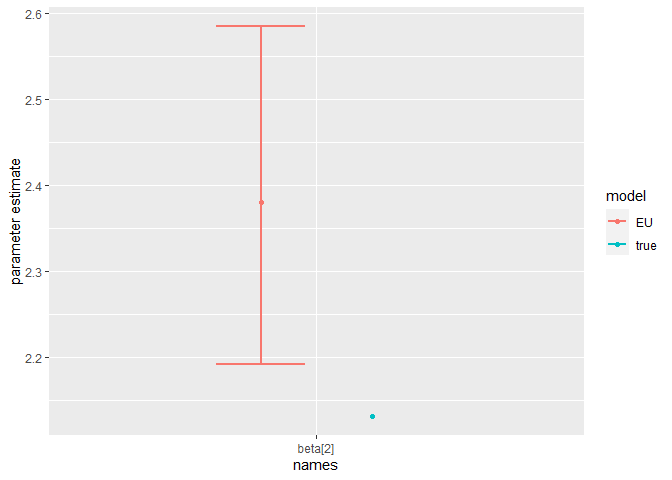 2.6
2.5
2.4
2.3
2.2
parameter estimate
beta[2]
names
model
EU
true